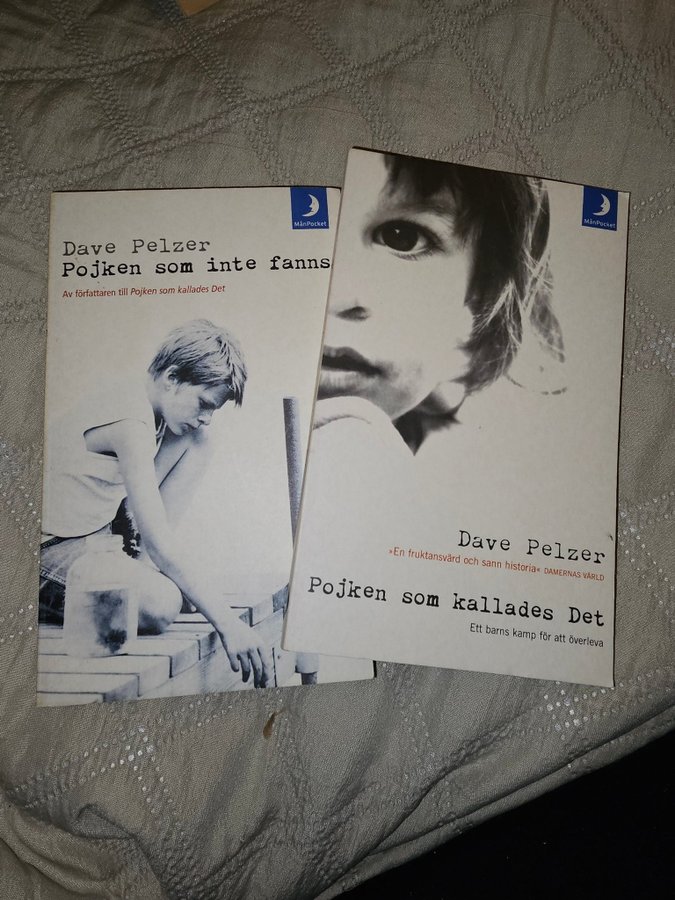 MånPocket
Dave Pelzer
Pojken som inte fanns
Av författaren till Pojken som kallades Det
MånPocket
Dave Pelzer
»En fruktansvärd och sann historia« DAMERNAS VÄRLD
Pojken som kallades Det
Ett barns kamp för att överleva